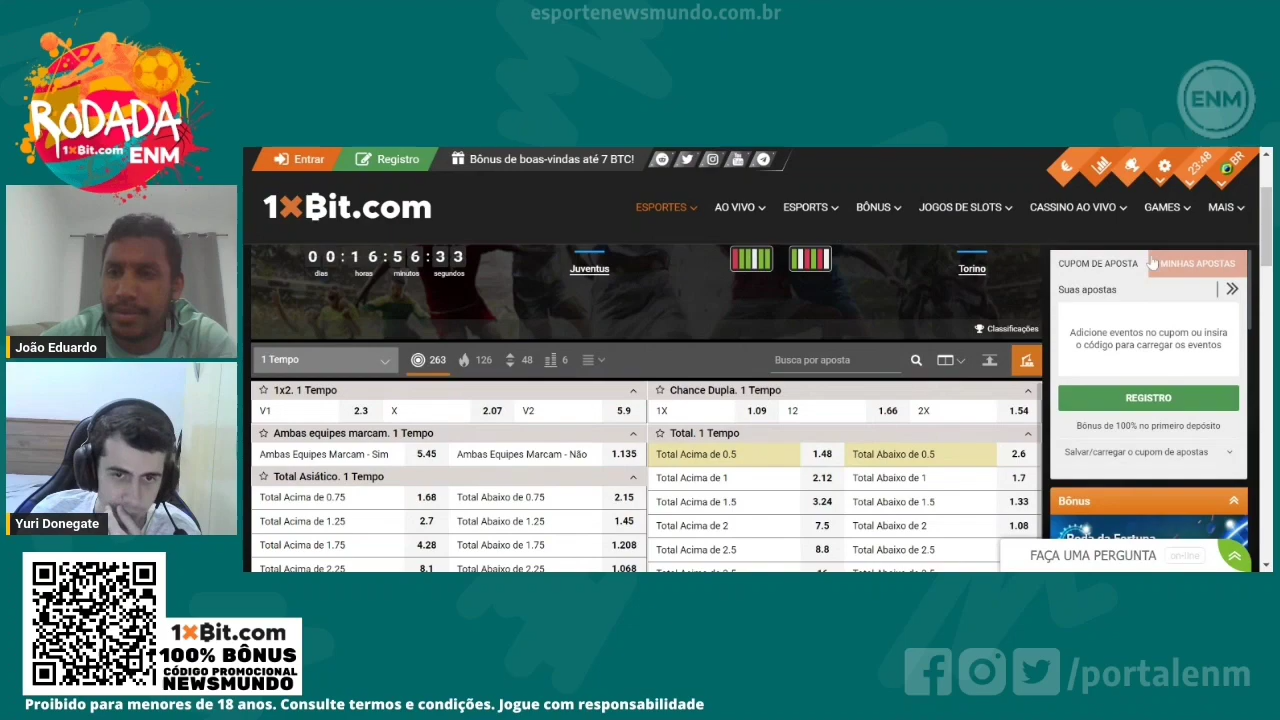 esportenewsmundo.com.br
RODADA
1×Bit.com
ENM
ENM
Entrar
Registro
Bônus de boas-vindas até 7 BTC!
23:48
BR
1×Bit.com
ESPORTES
AO VIVO
ESPORTS
BÔNUS
JOGOS DE SLOTS
CASSINO AO VIVO
GAMES
MAIS
00:16:56:33
dias horas minutos segundos
Juventus
Torino
Classificações
CUPOM DE APOSTA
MINHAS APOSTAS
Suas apostas
Adicione eventos no cupom ou insira
o código para carregar os eventos
REGISTRO
Bônus de 100% no primeiro depósito
Salvar/carregar o cupom de apostas
Bônus
Roda da Fortuna
FAÇA UMA PERGUNTA on-line
1 Tempo
263 126 48 6
Busca por aposta
1x2. 1 Tempo
V1 2.3 X 2.07 V2 5.9
Ambas equipes marcam. 1 Tempo
Ambas Equipes Marcam - Sim 5.45 Ambas Equipes Marcam - Não 1.135
Total Asiático. 1 Tempo
Total Acima de 0.75 1.68 Total Abaixo de 0.75 2.15
Total Acima de 1.25 2.7 Total Abaixo de 1.25 1.45
Total Acima de 1.75 4.28 Total Abaixo de 1.75 1.208
Total Acima de 2.25 8.1 Total Abaixo de 2.25 1.068
Chance Dupla. 1 Tempo
1X 1.09 12 1.66 2X 1.54
Total. 1 Tempo
Total Acima de 0.5 1.48 Total Abaixo de 0.5 2.6
Total Acima de 1 2.12 Total Abaixo de 1 1.7
Total Acima de 1.5 3.24 Total Abaixo de 1.5 1.33
Total Acima de 2 7.5 Total Abaixo de 2 1.08
Total Acima de 2.5 8.8 Total Abaixo de 2.5
João Eduardo
Yuri Donegate
1×Bit.com
100% BÔNUS
CÓDIGO PROMOCIONAL
NEWSMUNDO
/portalenm
Proibido para menores de 18 anos. Consulte termos e condições. Jogue com responsabilidade